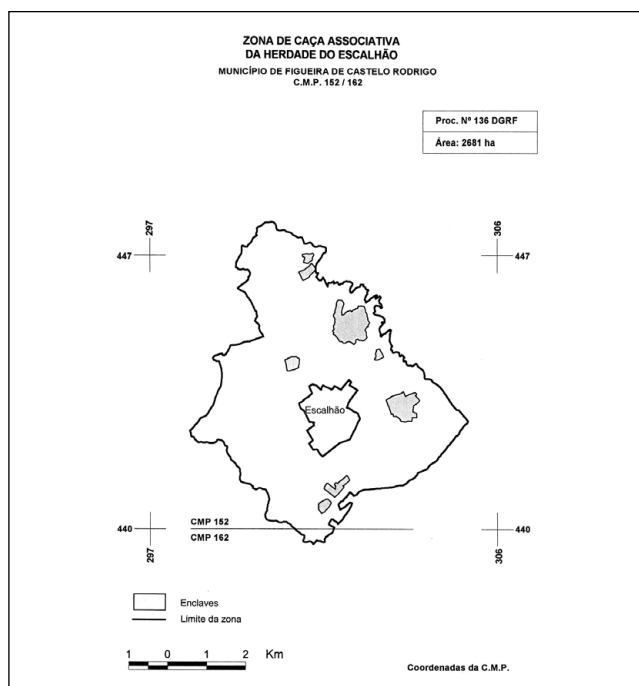 ZONA DE CAÇA ASSOCIATIVA
DA HERDADE DO ESCALHÃO
MUNICÍPIO DE FIGUEIRA DE CASTELO RODRIGO
C.M.P. 152 / 162
Proc. Nº 136 DGRF
Área: 2681 ha
297
306
447
447
Escalhão
440
CMP 152
CMP 162
440
297
306
Enclaves
Limite da zona
1 0 1 2 Km
Coordenadas da C.M.P.